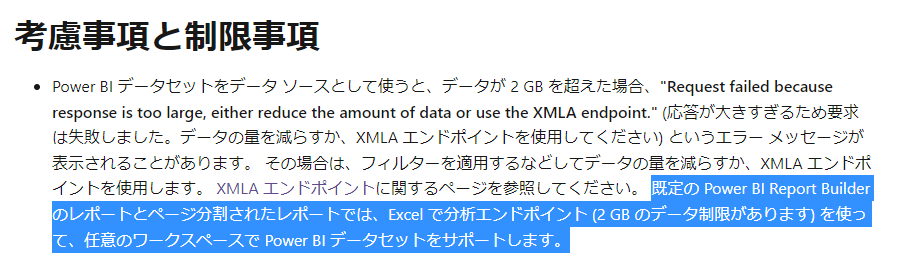 考慮事項と制限事項
• Power BI データセットをデータ ソースとして使うと、データが 2 GB を超えた場合、"Request failed because
response is too large, either reduce the amount of data or use the XMLA endpoint." (応答が大きすぎるため要求
は失敗しました。データの量を減らすか、XMLA エンドポイントを使用してください) というエラー メッセージが
表示されることがあります。 その場合は、フィルターを適用するなどしてデータの量を減らすか、XMLA エンドポ
イントを使用します。 XMLA エンドポイントに関するページを参照してください。 既定の Power BI Report Builder
のレポートとページ分割されたレポートでは、Excel で分析エンドポイント (2 GB のデータ制限があります) を使っ
て、任意のワークスペースで Power BI データセットをサポートします。